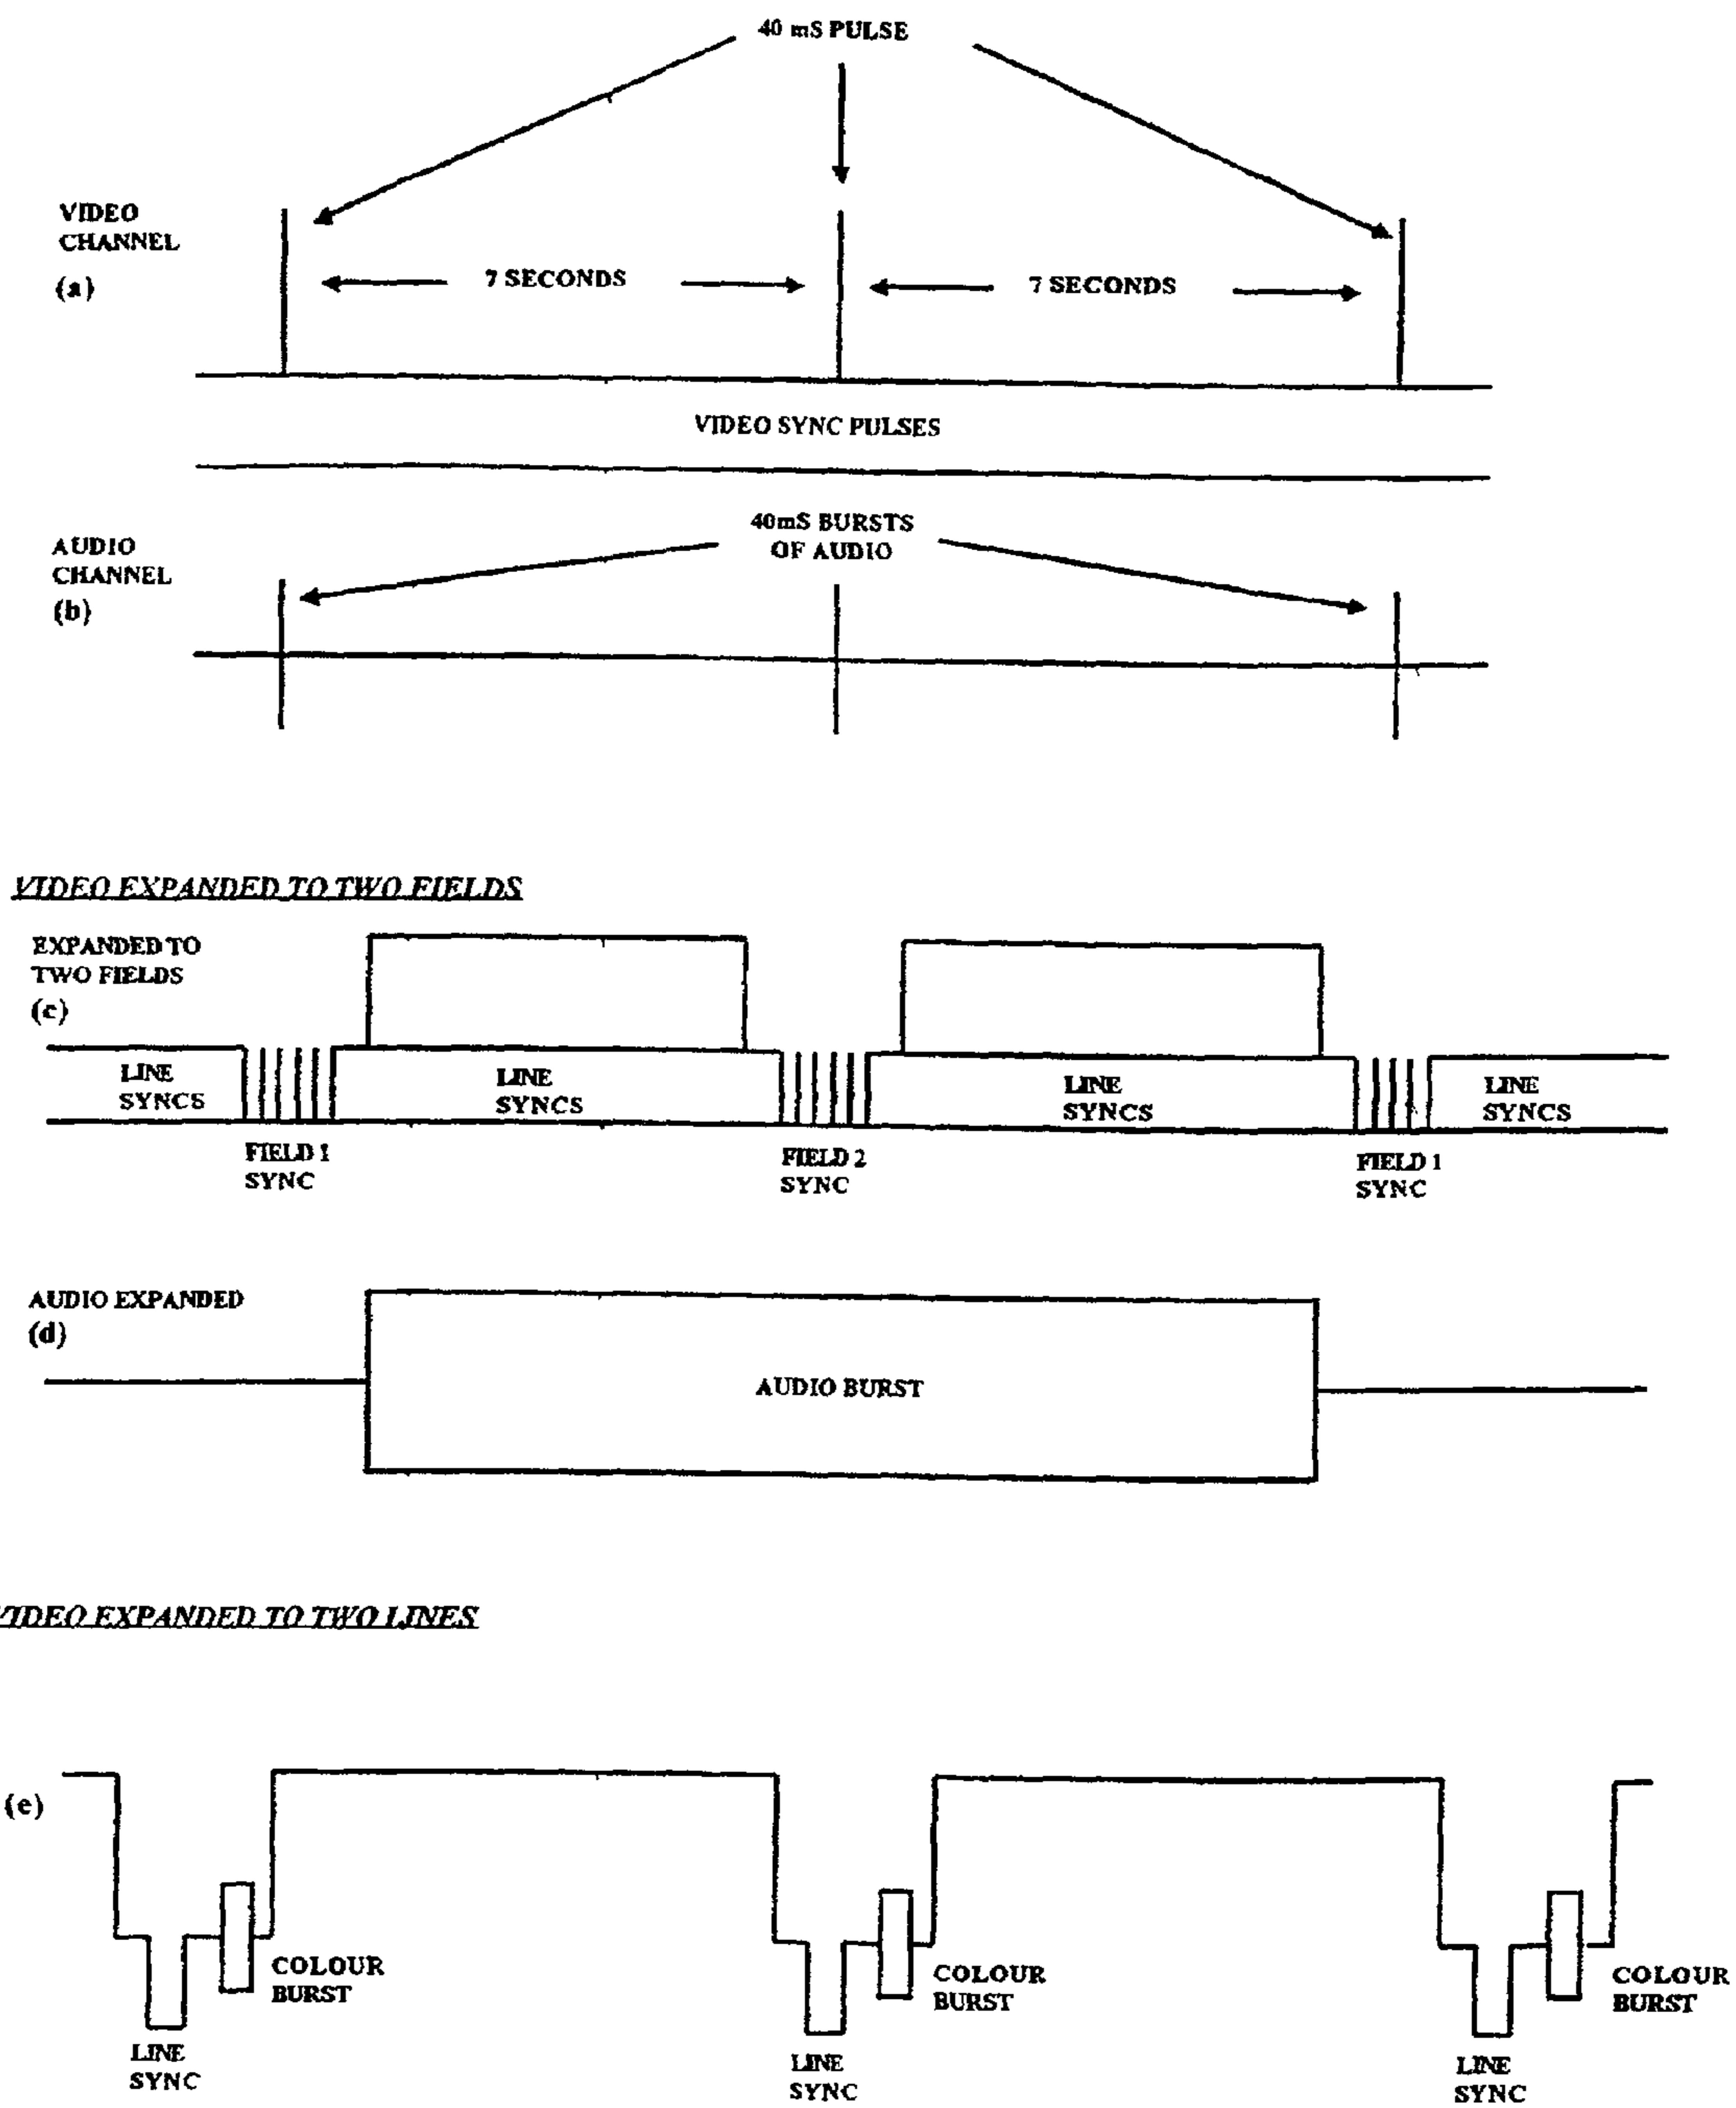 40 mS PULSE
VIDEO
CHANNEL
(a)
7 SECONDS
7 SECONDS
VIDEO SYNC PULSES
AUDIO
CHANNEL
(b)
40mS BURSTS
OF AUDIO
VIDEO EXPANDED TO TWO FIELDS
EXPANDED TO
TWO FIELDS
(c)
LINE
SYNCS
LINE
SYNCS
LINE
SYNCS
LINE
SYNCS
FIELD 1
SYNC
FIELD 2
SYNC
FIELD 1
SYNC
AUDIO EXPANDED
(d)
AUDIO BURST
VIDEO EXPANDED TO TWO LINES
(e)
COLOUR
BURST
COLOUR
BURST
COLOUR
BURST
LINE
SYNC
LINE
SYNC
LINE
SYNC